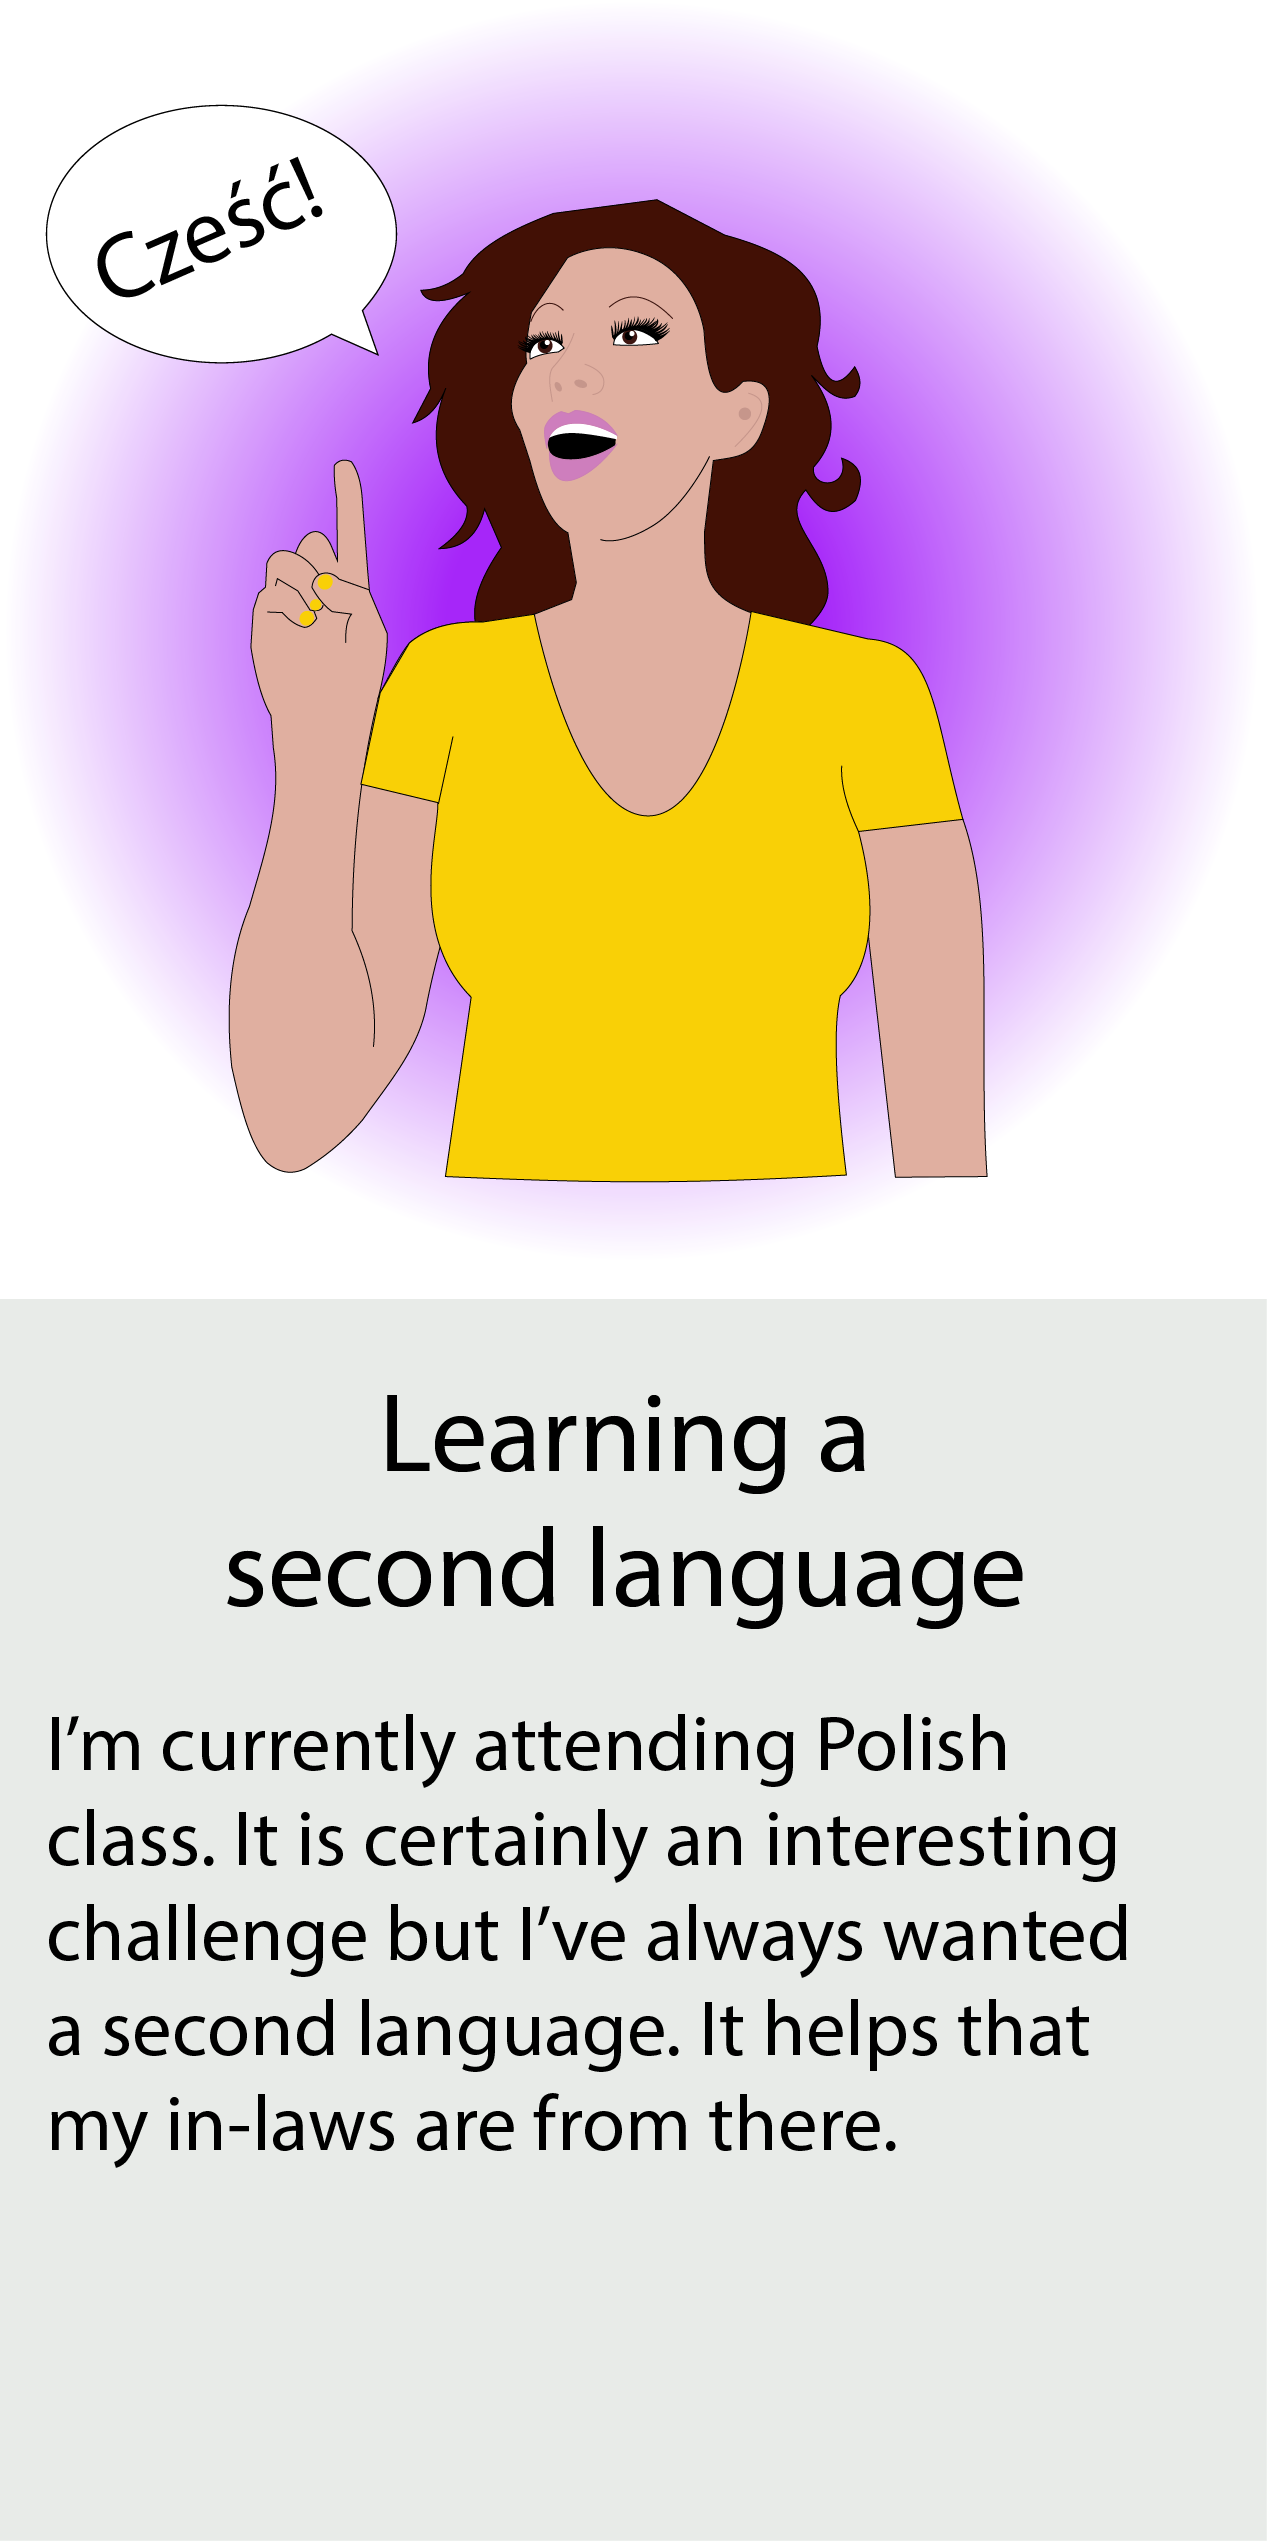 Cześć!
Learning a
second language
I’m currently attending Polish
class. It is certainly an interesting
challenge but I’ve always wanted
a second language. It helps that
my in-laws are from there.